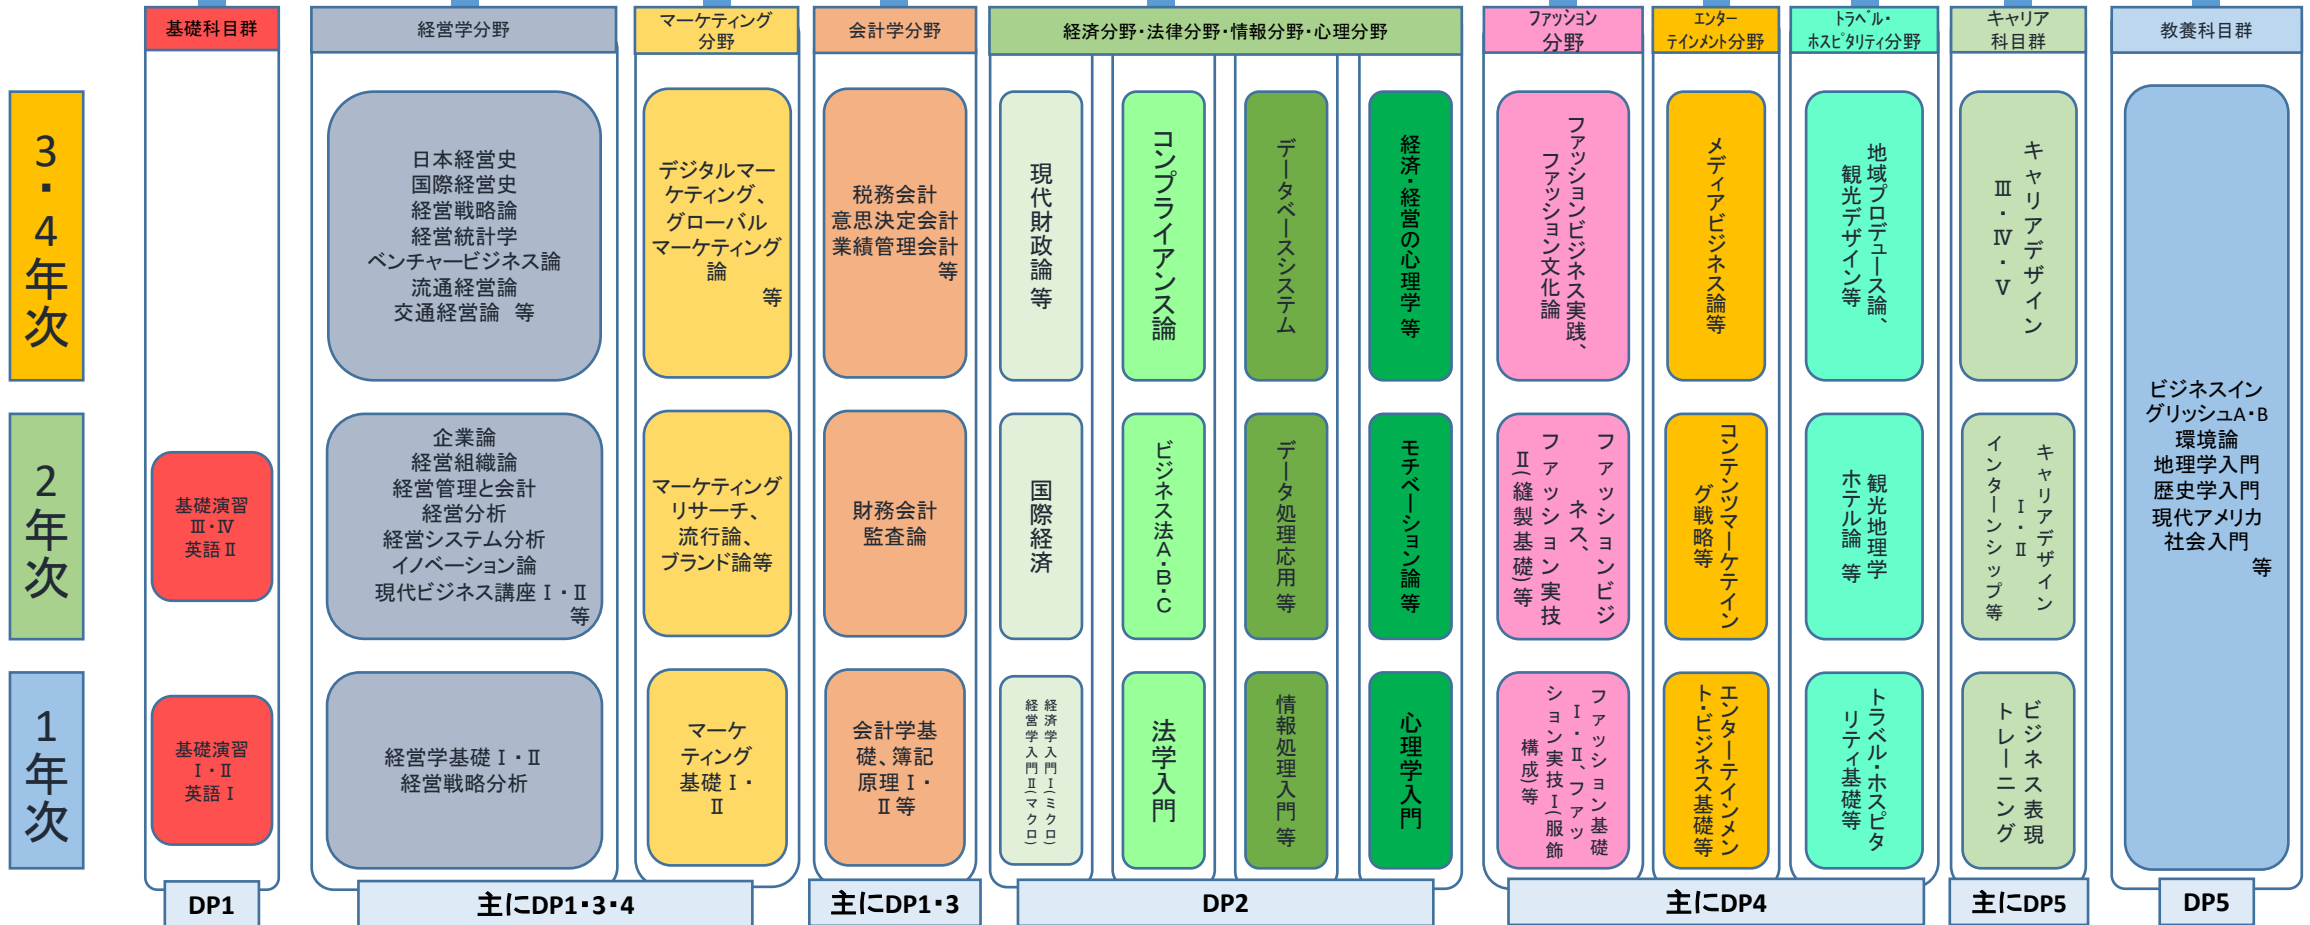 基礎科目群
経営学分野
マーケティング
分野
会計学分野
経済分野・法律分野・情報分野・心理分野
ファッション
分野
エンター
テインメント分野
トラベル・
ホスピタリティ分野
キャリア
科目群
教養科目群
3・4年次
日本経営史
国際経営史
経営戦略論
経営統計学
ベンチャービジネス論
流通経営論
交通経営論 等
デジタルマー
ケティング、
グローバル
マーケティング
論
等
税務会計
意思決定会計
業績管理会計
等
現代財政論 等
コンプライアンス論
データベースシステム
経済・経営の心理学 等
ファッションビジネス実践、
ファッション文化論
メディアビジネス論等
地域プロデュース論、
観光デザイン等
キャリアデザイン
Ⅲ・Ⅳ・Ⅴ
ビジネスイン
グリッシュA・B
環境論
地理学入門
歴史学入門
現代アメリカ
社会入門
等
2年次
基礎演習
Ⅲ・Ⅳ
英語Ⅱ
企業論
経営組織論
経営管理と会計
経営分析
経営システム分析
イノベーション論
現代ビジネス講座Ⅰ・Ⅱ
等
マーケティング
リサーチ、
流行論、
ブランド論等
財務会計
監査論
国際経済
ビジネス法A・B・C
データ処理応用 等
モチベーション論 等
ファッションビジ
ネス、
ファッション実技
Ⅱ(縫製基礎)等
コンテンツマーケテイン
グ戦略等
観光地理学
ホテル論 等
キャリアデザイン
Ⅰ・Ⅱ
インターンシップ等
1年次
基礎演習
Ⅰ・Ⅱ
英語Ⅰ
経営学基礎Ⅰ・Ⅱ
経営戦略分析
マーケ
ティング
基礎Ⅰ・
Ⅱ
会計学基
礎、簿記
原理Ⅰ・
Ⅱ等
経済学入門Ⅰ(ミクロ)
経営学入門Ⅱ(マクロ)
法学入門
情報処理入門 等
心理学入門
ファッション基礎
Ⅰ・Ⅱ、ファッ
ション実技Ⅰ(服飾
構成)等
エンターテインメン
ト・ビジネス基礎等
トラベル・ホスピタ
リティ基礎等
ビジネス表現
トレーニング
DP1
主にDP1・3・4
主にDP1・3
DP2
主にDP4
主にDP5
DP5